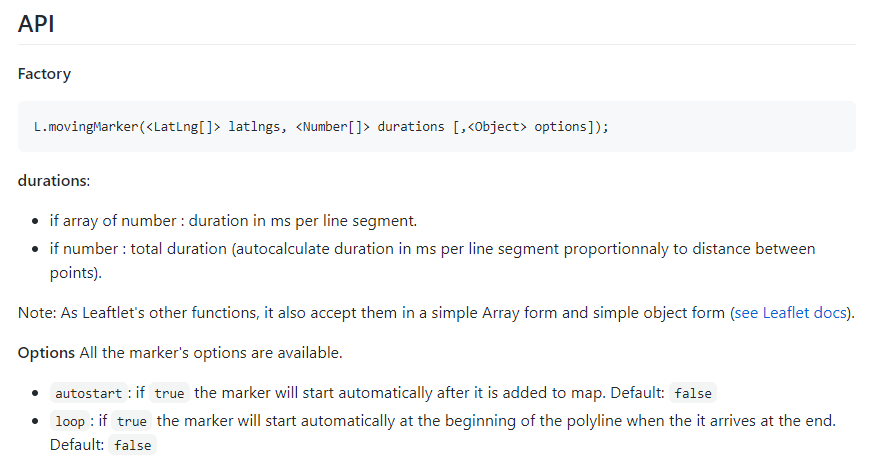 API
Factory
L.movingMarker(<LatLng[]> latlngs, <Number[]> durations [,<Object> options]);
durations:
• if array of number : duration in ms per line segment.
• if number : total duration (autocalculate duration in ms per line segment proportionnaly to distance between
points).
Note: As Leaftlet's other functions, it also accept them in a simple Array form and simple object form (see Leaflet docs).
Options All the marker's options are available.
• autostart : if true the marker will start automatically after it is added to map. Default: false
• loop : if true the marker will start automatically at the beginning of the polyline when the it arrives at the end.
Default: false